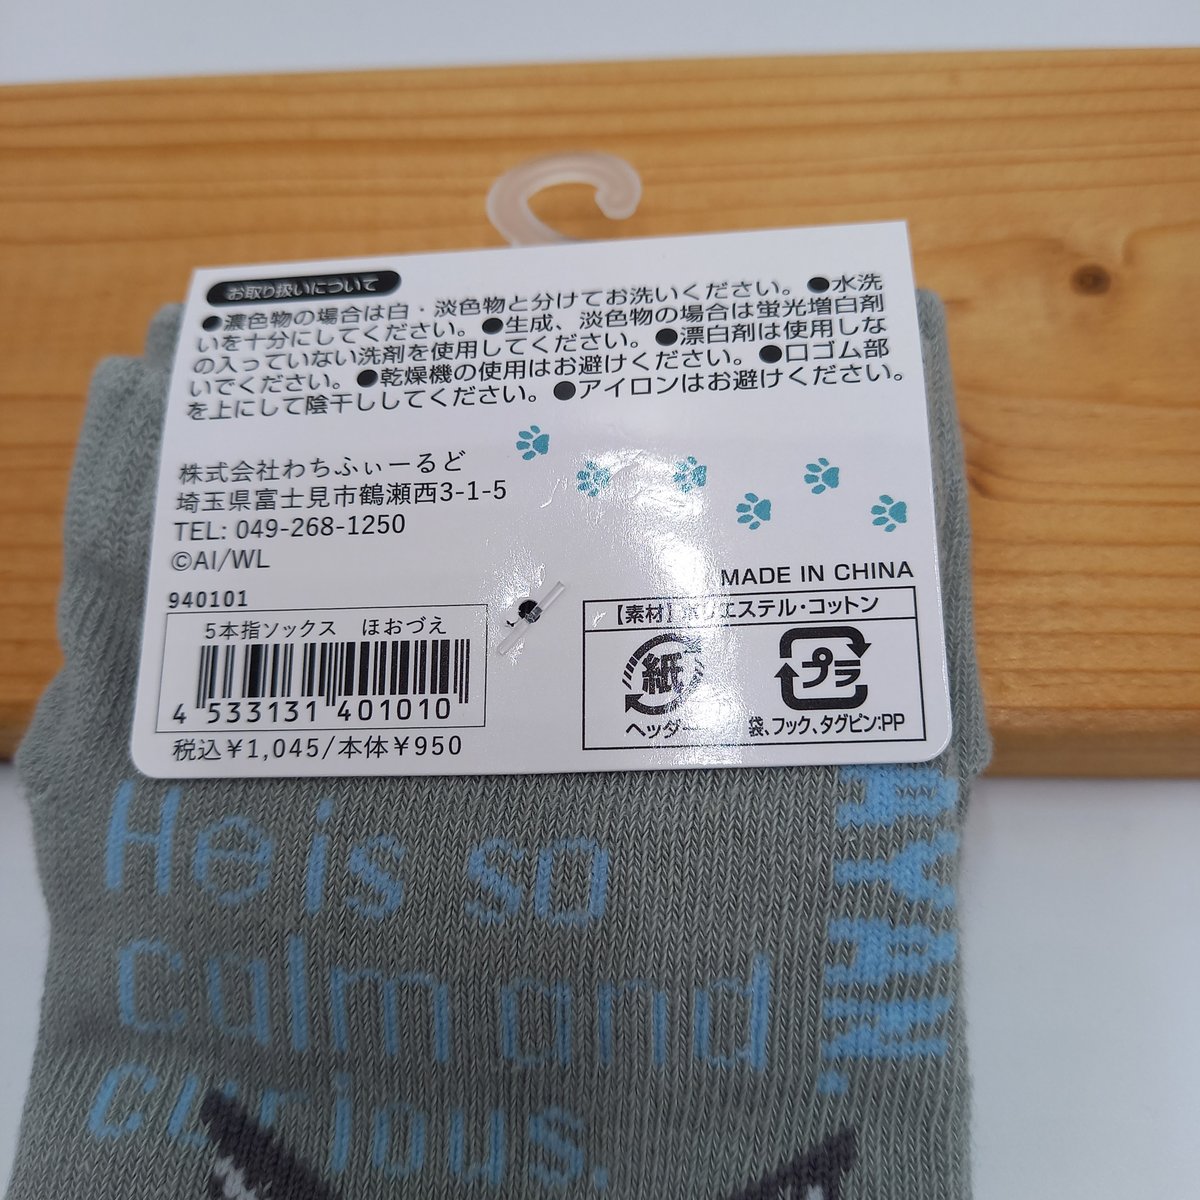 お取り扱いについて
●濃色物の場合は白・淡色物と分けてお洗いください。●水洗
いを十分にしてください。●生成、淡色物の場合は蛍光増白剤
の入っていない洗剤を使用してください。●漂白剤は使用しな
いでください。●乾燥機の使用はお避けください。●口ゴム部
を上にして陰干ししてください。●アイロンはお避けください。
株式会社わちふぃーるど
埼玉県富士見市鶴瀬西3-1-5
TEL: 049-268-1250
©AI/WL
MADE IN CHINA
940101
5本指ソックス ほおづえ
4 533131 401010
税込¥1,045/本体¥950
【素材】ポリエステル・コットン
紙
ヘッダー
プラ
袋、フック、タグピン:PP
He is so
calm and
curious.
DAYAN.